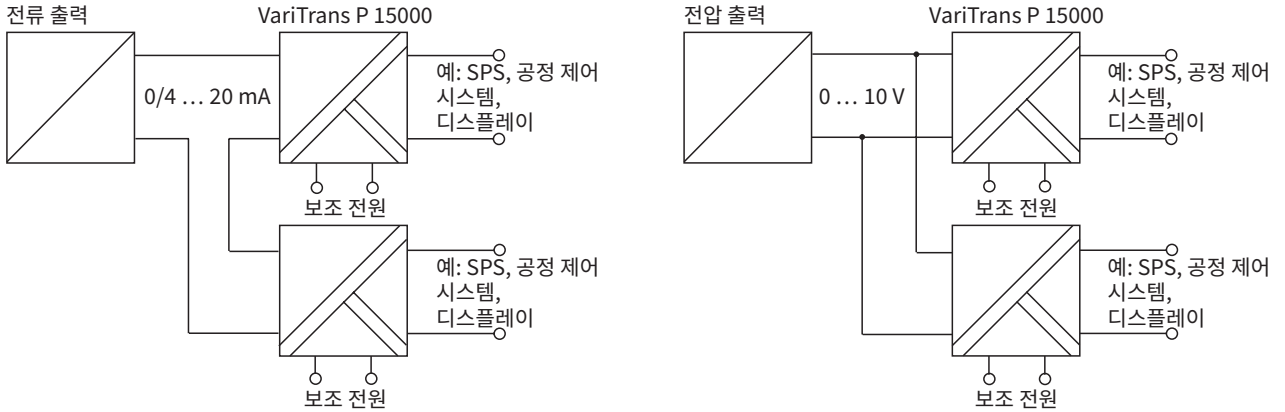 전류 출력
VariTrans P 15000
0/4 … 20 mA
예: SPS, 공정 제어
시스템,
디스플레이
보조 전원
예: SPS, 공정 제어
시스템,
디스플레이
보조 전원
전압 출력
VariTrans P 15000
0 … 10 V
예: SPS, 공정 제어
시스템,
디스플레이
보조 전원
예: SPS, 공정 제어
시스템,
디스플레이
보조 전원